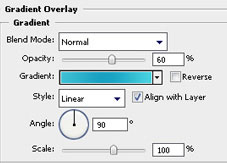 Gradient Overlay
Gradient
Blend Mode: Normal
Opacity: 60 %
Gradient: Reverse
Style: Linear Align with Layer
Angle: 90 °
Scale: 100 %